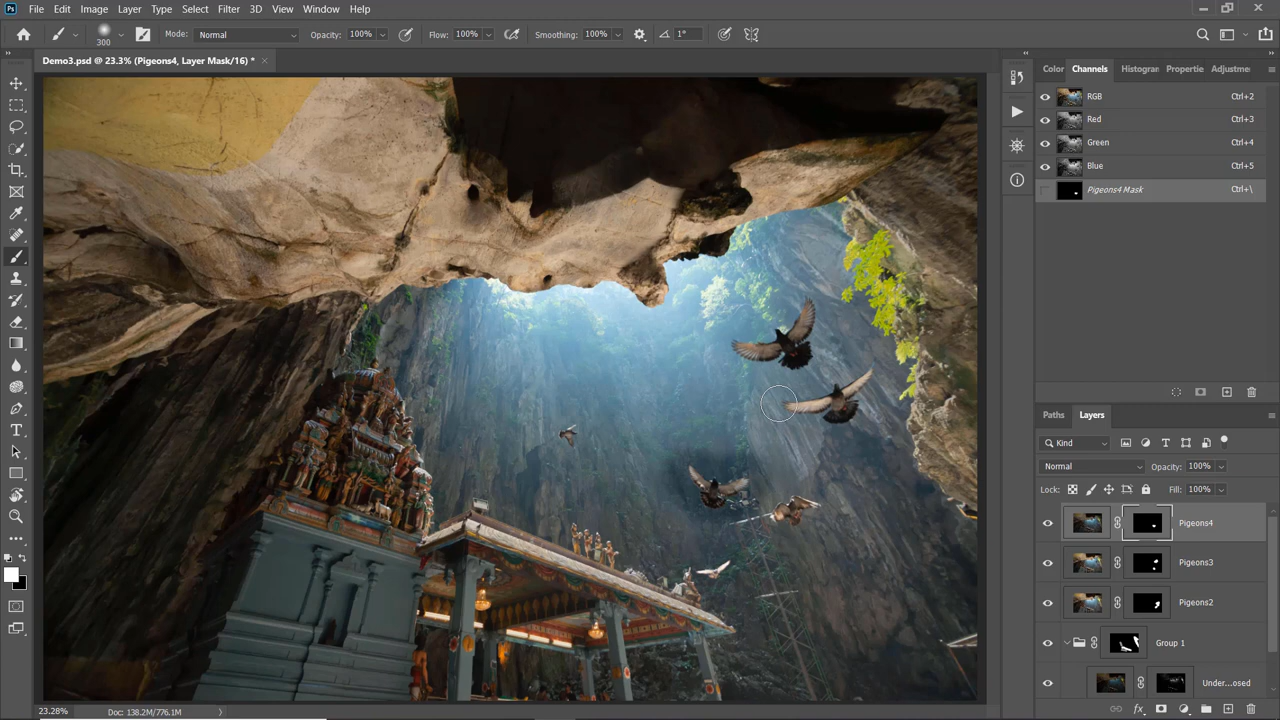 Ps File Edit Image Layer Type Select Filter 3D View Window Help
300 Mode: Normal Opacity: 100% Flow: 100% Smoothing: 100% 1°
Demo3.psd @ 23.3% (Pigeons4, Layer Mask/16) *
Color Channels Histogran Propertie Adjustme
RGB Ctrl+2
Red Ctrl+3
Green Ctrl+4
Blue Ctrl+5
Pigeons4 Mask Ctrl+\
Paths Layers
Kind
Normal Opacity: 100%
Lock: Fill: 100%
Pigeons4
Pigeons3
Pigeons2
Group 1
Under...osed
23.28% Doc: 138.2M/776.1M